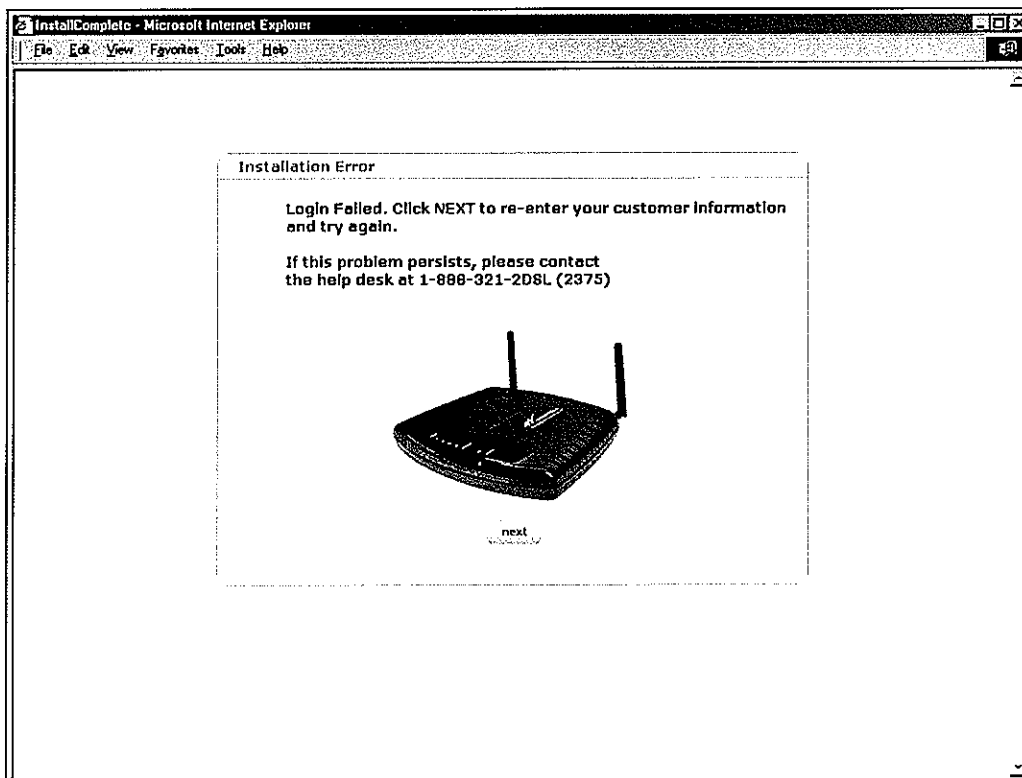 InstallComplete - Microsoft Internet Explorer
File Edit View Favorites Tools Help
Installation Error
Login Failed. Click NEXT to re-enter your customer information
and try again.
If this problem persists, please contact
the help desk at 1-888-321-2DSL (2375)
next